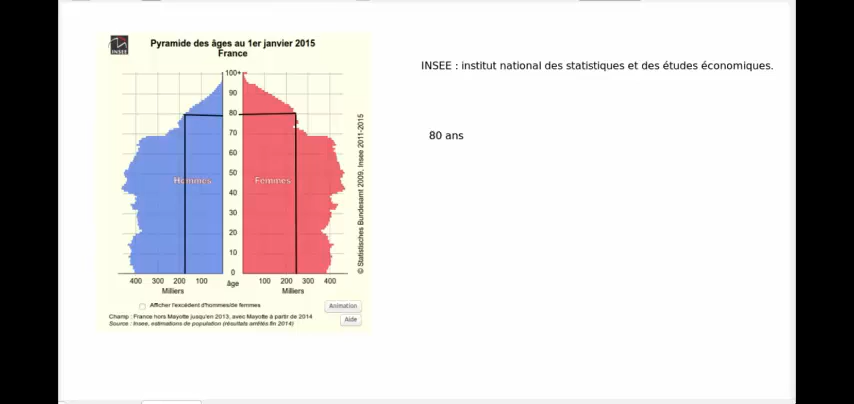 INSEE
Pyramide des âges au 1er janvier 2015
France
INSEE : institut national des statistiques et des études économiques.
80 ans
100+
90
80
70
60
50
40
30
20
10
0
Hommes
Femmes
400 300 200 100
âge
100 200 300 400
Milliers
Milliers
© Statistisches Bundesamt 2009, Insee 2011-2015
Afficher l'excédent d'hommes/de femmes
Animation
Aide
Champ : France hors Mayotte jusqu'en 2013, avec Mayotte à partir de 2014
Source : Insee, estimations de population (résultats arrêtés fin 2014)